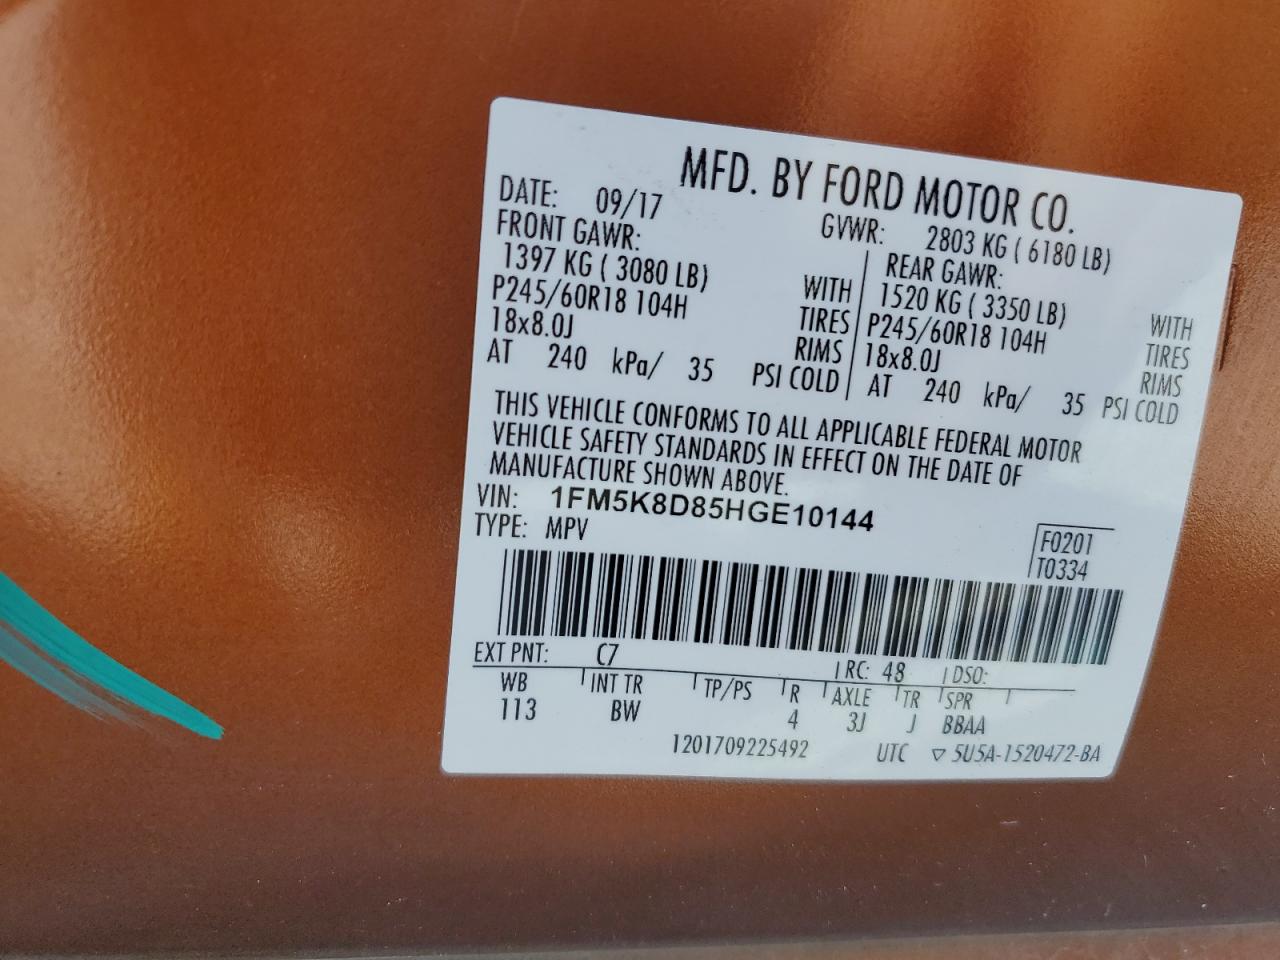 MFD. BY FORD MOTOR CO.
DATE: 09/17 GVWR: 2803 KG ( 6180 LB)
FRONT GAWR: REAR GAWR:
1397 KG ( 3080 LB) WITH 1520 KG ( 3350 LB) WITH
P245/60R18 104H TIRES P245/60R18 104H TIRES
18x8.0J RIMS 18x8.0J RIMS
AT 240 kPa/ 35 PSI COLD AT 240 kPa/ 35 PSI COLD
THIS VEHICLE CONFORMS TO ALL APPLICABLE FEDERAL MOTOR
VEHICLE SAFETY STANDARDS IN EFFECT ON THE DATE OF
MANUFACTURE SHOWN ABOVE.
VIN: 1FM5K8D85HGE10144
TYPE: MPV F0201
T0334
EXT PNT: C7 RC: 48 DSO:
WB INT TR TP/PS R AXLE TR SPR
113 BW 4 3J J BBAA
1201709225492 UTC ▽ 5U5A-1520472-BA